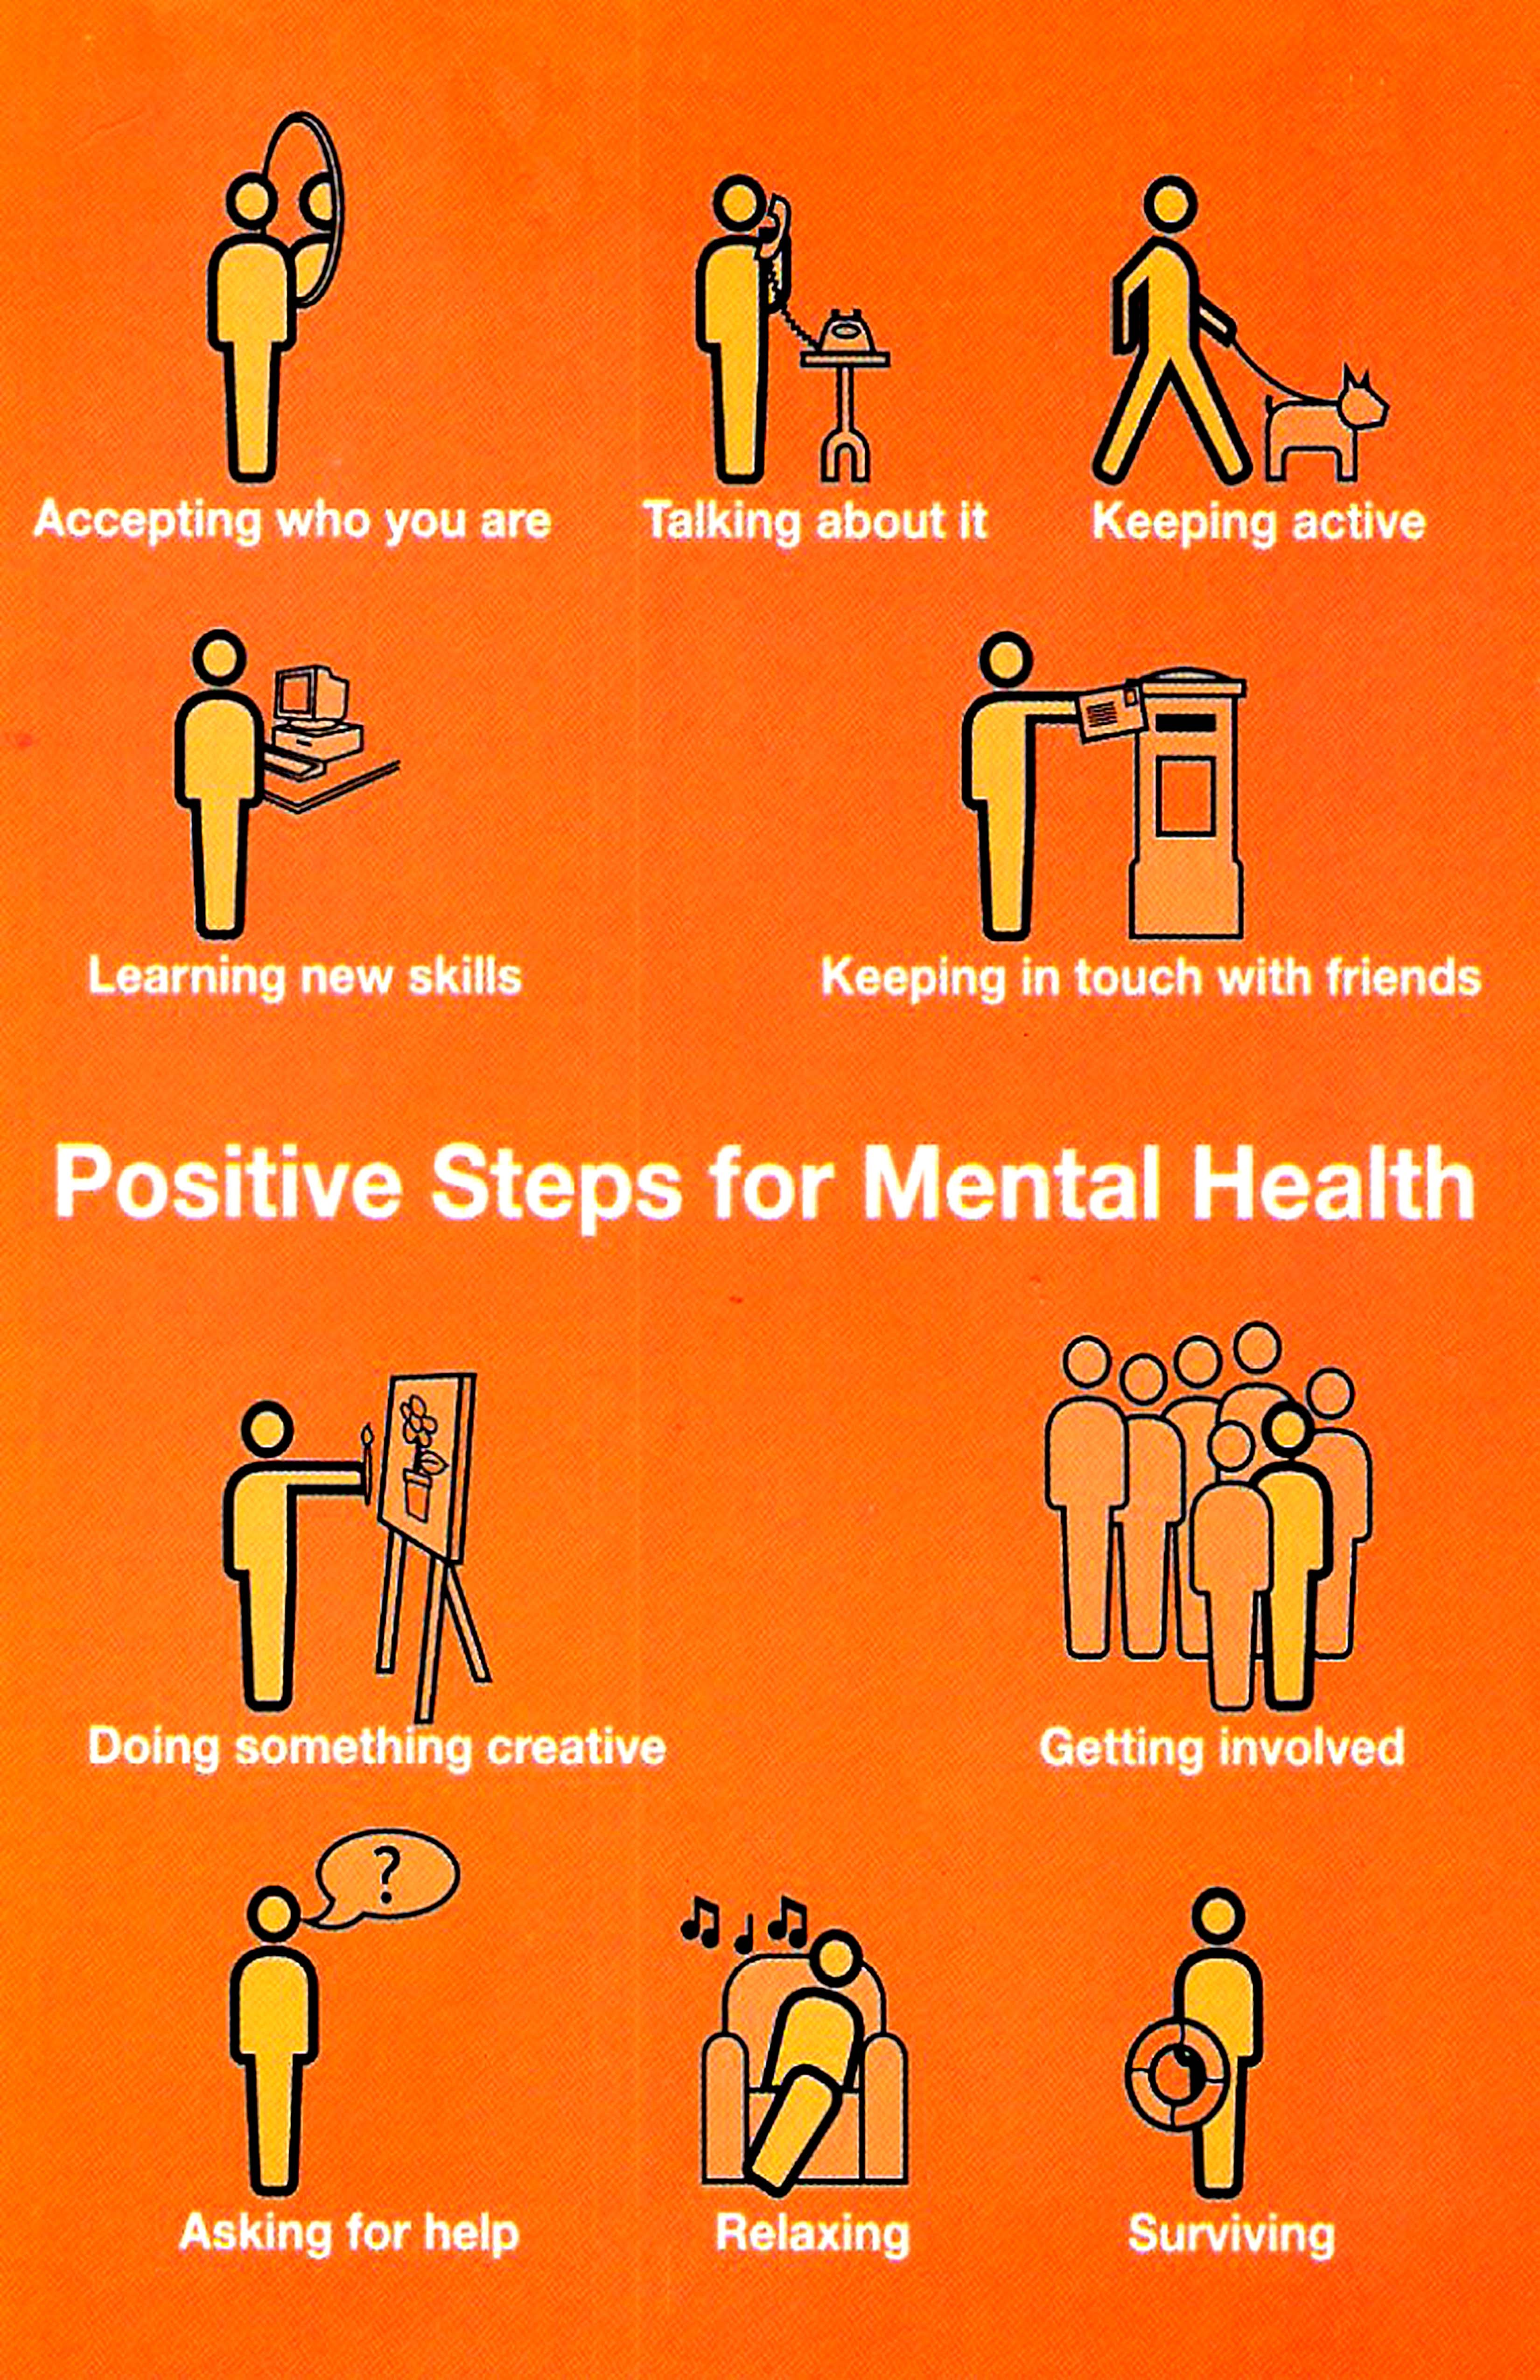 Accepting who you are
Talking about it
Keeping active
Learning new skills
Keeping in touch with friends
Positive Steps for Mental Health
Doing something creative
Getting involved
?
Asking for help
Relaxing
Surviving